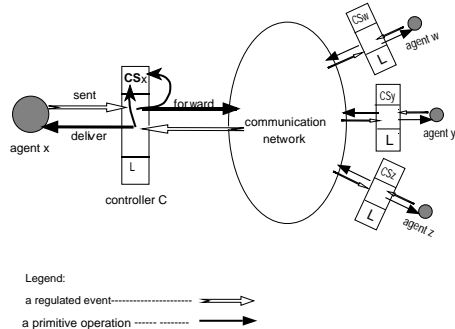 CSw
L
agent w
CSx
sent
forward
deliver
agent x
L
controller C
communication
network
CSy
L
agent y
CSz
L
agent z
Legend:
a regulated event----------------------
a primitive operation ------ --------